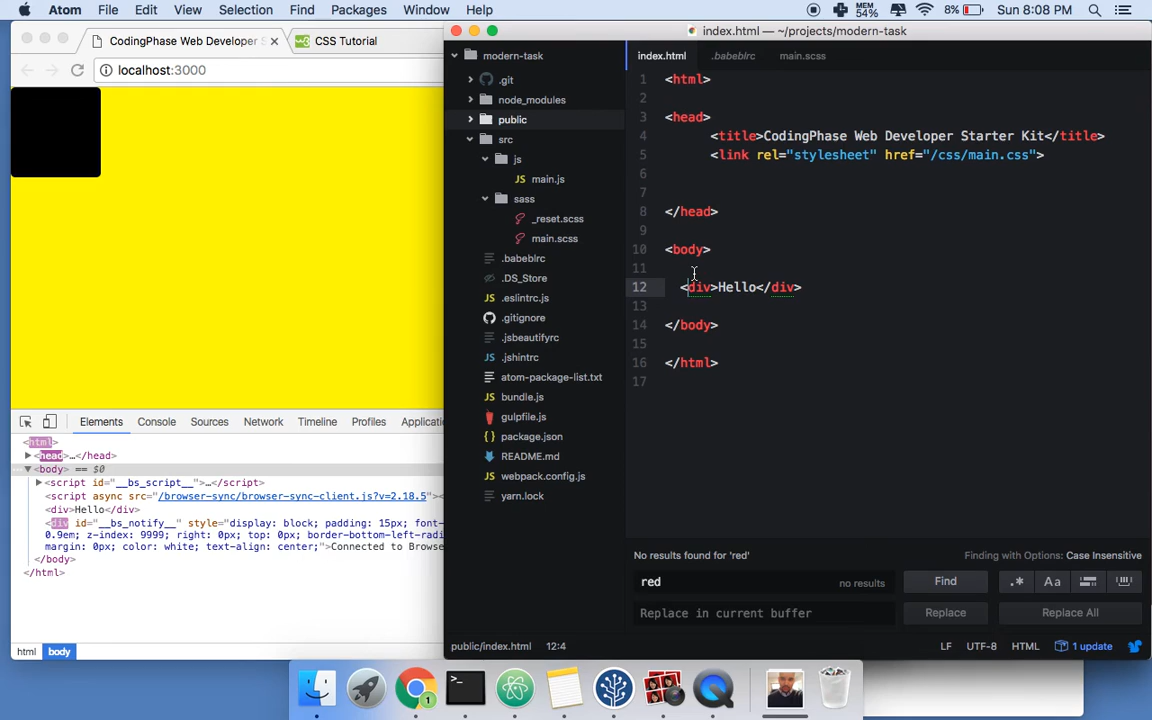 Atom File Edit View Selection Find Packages Window Help MEM 54% 8% Sun 8:08 PM
CodingPhase Web Developer S × CSS Tutorial
localhost:3000
index.html — ~/projects/modern-task
modern-task
.git
node_modules
public
src
js
JS main.js
sass
_reset.scss
main.scss
.babelrc
.DS_Store
JS .eslintrc.js
.gitignore
.jsbeautifyrc
JS .jshintrc
atom-package-list.txt
JS bundle.js
gulpfile.js
{} package.json
README.md
webpack.config.js
yarn.lock
index.html .babelrc main.scss
1 <html>
2
3 <head>
4 <title>CodingPhase Web Developer Starter Kit</title>
5 <link rel="stylesheet" href="/css/main.css">
6
7
8 </head>
9
10 <body>
11
12 <div>Hello</div>
13
14 </body>
15
16 </html>
17
Elements Console Sources Network Timeline Profiles Applicati
<html>
<head>…</head>
<body> == $0
<script id="__bs_script__">…</script>
<script async src="/browser-sync/browser-sync-client.js?v=2.18.5"><
<div>Hello</div>
<div id="__bs_notify__" style="display: block; padding: 15px; font-
0.9em; z-index: 9999; right: 0px; top: 0px; border-bottom-left-radi
margin: 0px; color: white; text-align: center;">Connected to Browse
</body>
</html>
html body
No results found for 'red' Finding with Options: Case Insensitive
red no results Find .* Aa
Replace in current buffer Replace Replace All
public/index.html 12:4 LF UTF-8 HTML 1 update
1